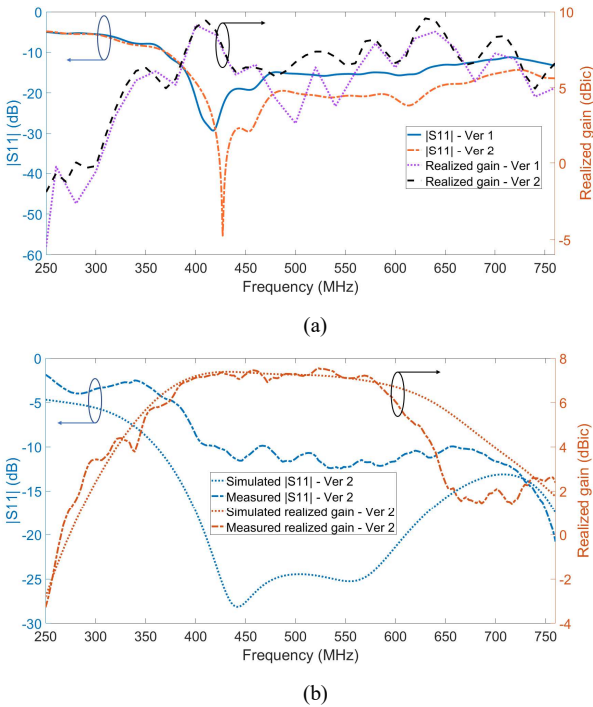 0
-10
-20
-30
-40
-50
-60
|S11| (dB)
10
5
0
-5
Realized gain (dBic)
|S11| - Ver 1
|S11| - Ver 2
Realized gain - Ver 1
Realized gain - Ver 2
250 300 350 400 450 500 550 600 650 700 750
Frequency (MHz)
(a)
0
-5
-10
-15
-20
-25
-30
|S11| (dB)
8
6
4
2
0
-2
-4
Realized gain (dBic)
Simulated |S11| - Ver 2
Measured |S11| - Ver 2
Simulated realized gain - Ver 2
Measured realized gain - Ver 2
250 300 350 400 450 500 550 600 650 700 750
Frequency (MHz)
(b)